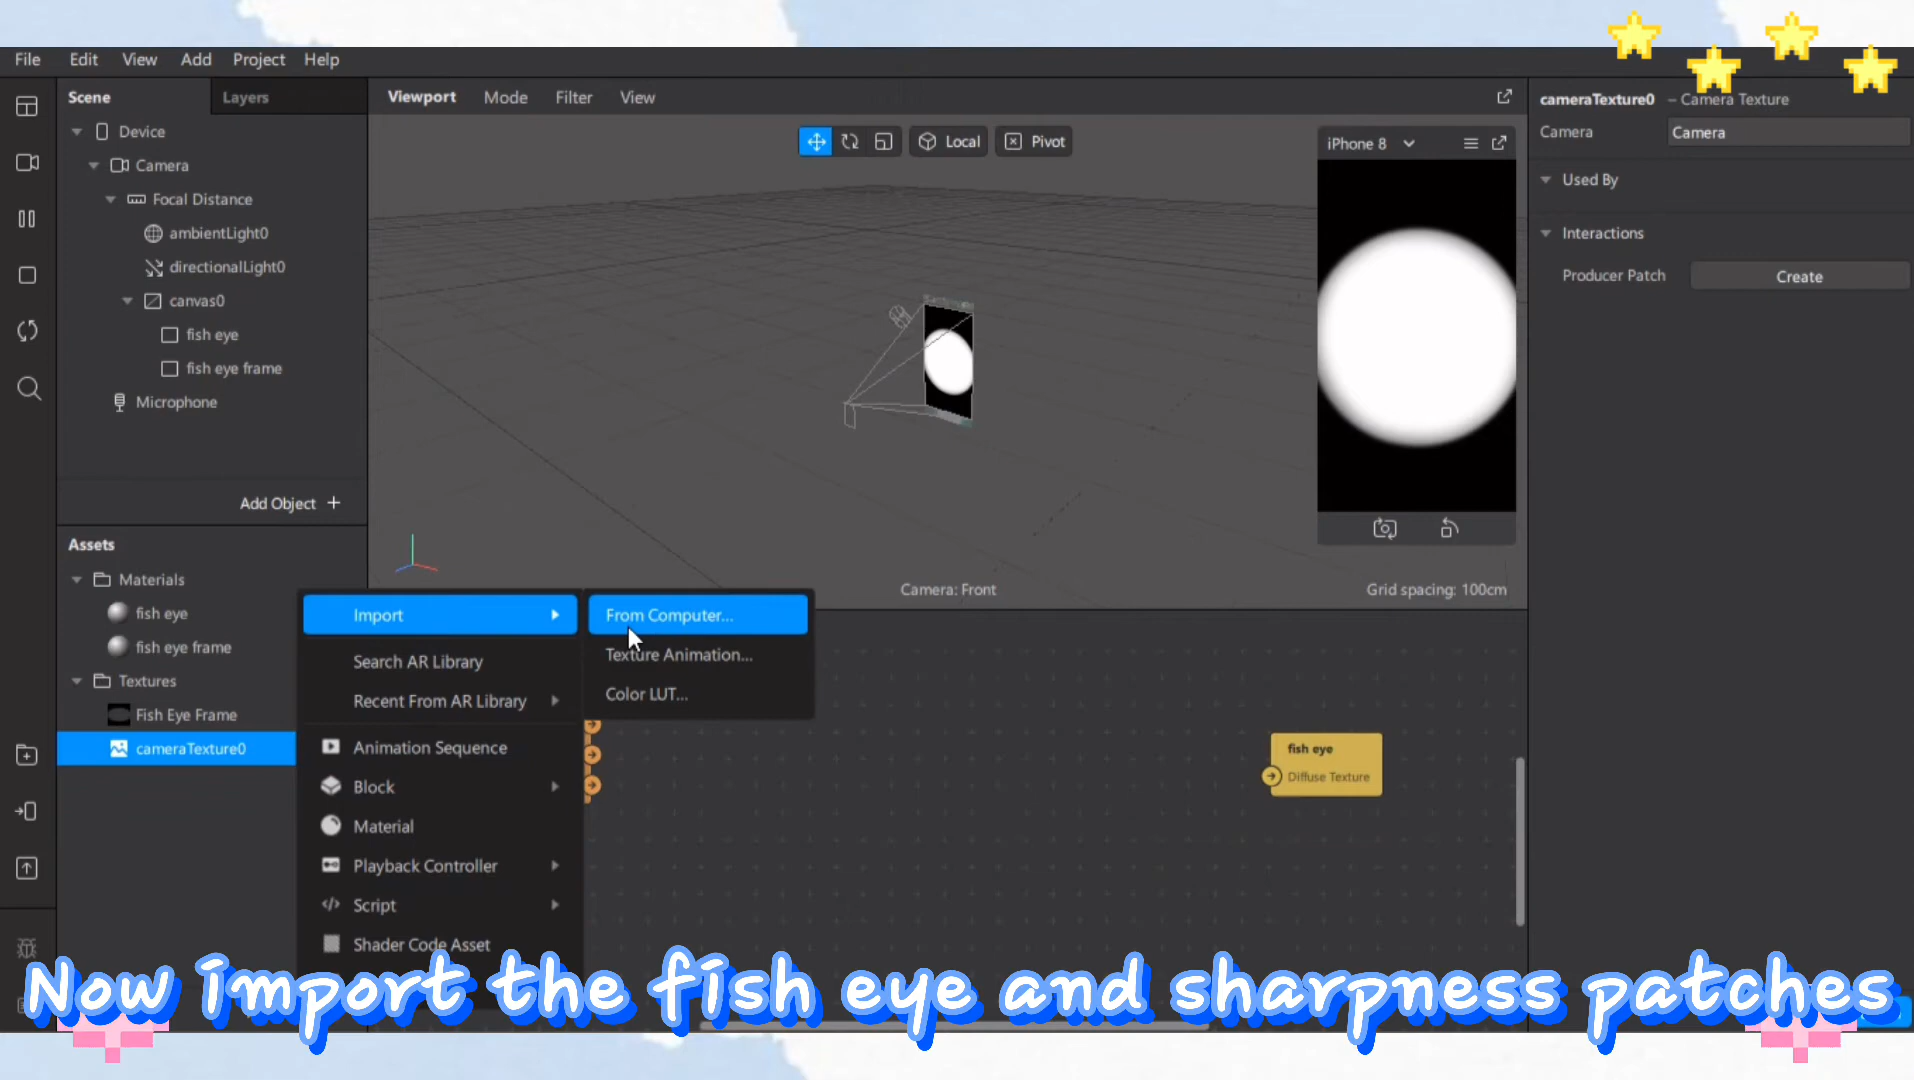 File Edit View Add Project Help
Scene Layers
Device
Camera
Focal Distance
ambientLight0
directionalLight0
canvas0
fish eye
fish eye frame
Microphone
Add Object +
Assets
Materials
fish eye
fish eye frame
Textures
Fish Eye Frame
cameraTexture0
Viewport Mode Filter View
Local Pivot
iPhone 8
Camera: Front
Grid spacing: 100cm
Import
Search AR Library
Recent From AR Library
Animation Sequence
Block
Material
Playback Controller
Script
Shader Code Asset
From Computer...
Texture Animation...
Color LUT...
fish eye
Diffuse Texture
cameraTexture0 – Camera Texture
Camera Camera
Used By
Interactions
Producer Patch Create
Now import the fish eye and sharpness patches